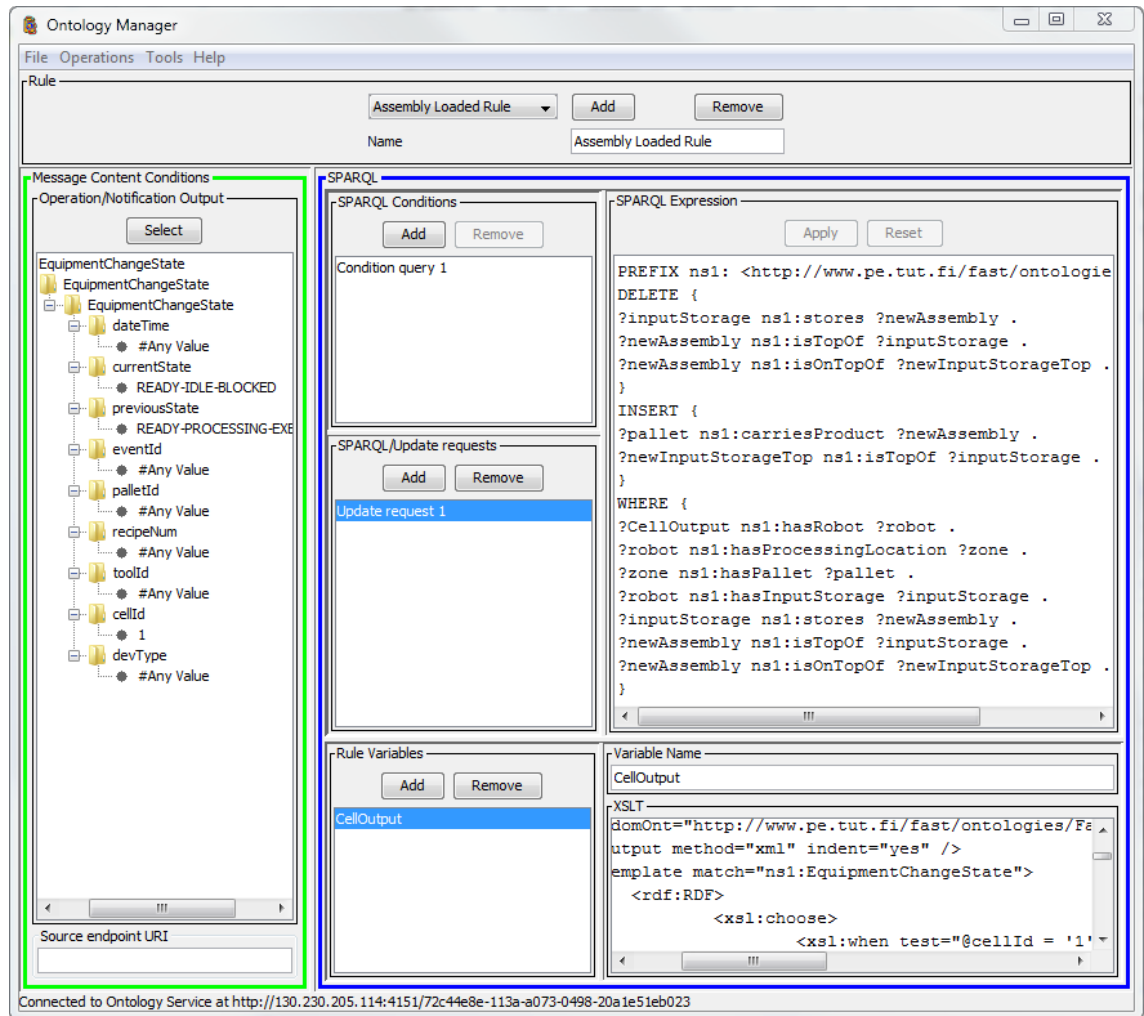 Ontology Manager
File Operations Tools Help
Rule
Assembly Loaded Rule Add Remove
Name Assembly Loaded Rule
Message Content Conditions
Operation/Notification Output
Select
EquipmentChangeState
EquipmentChangeState
EquipmentChangeState
dateTime
#Any Value
currentState
READY-IDLE-BLOCKED
previousState
READY-PROCESSING-EXE
eventId
#Any Value
palletId
#Any Value
recipeNum
#Any Value
toolId
#Any Value
cellId
1
devType
#Any Value
Source endpoint URI
SPARQL
SPARQL Conditions
Add Remove
Condition query 1
SPARQL/Update requests
Add Remove
Update request 1
SPARQL Expression
Apply Reset
PREFIX ns1: <http://www.pe.tut.fi/fast/ontologie
DELETE {
?inputStorage ns1:stores ?newAssembly .
?newAssembly ns1:isTopOf ?inputStorage .
?newAssembly ns1:isOnTopOf ?newInputStorageTop .
}
INSERT {
?pallet ns1:carriesProduct ?newAssembly .
?newInputStorageTop ns1:isTopOf ?inputStorage .
}
WHERE {
?CellOutput ns1:hasRobot ?robot .
?robot ns1:hasProcessingLocation ?zone .
?zone ns1:hasPallet ?pallet .
?robot ns1:hasInputStorage ?inputStorage .
?inputStorage ns1:stores ?newAssembly .
?newAssembly ns1:isTopOf ?inputStorage .
?newAssembly ns1:isOnTopOf ?newInputStorageTop .
}
Rule Variables
Add Remove
CellOutput
Variable Name
CellOutput
XSLT
domOnt="http://www.pe.tut.fi/fast/ontologies/Fa
utput method="xml" indent="yes" />
emplate match="ns1:EquipmentChangeState">
<rdf:RDF>
<xsl:choose>
<xsl:when test="@cellId = '1'
Connected to Ontology Service at http://130.230.205.114:4151/72c44e8e-113a-a073-0498-20a1e51eb023